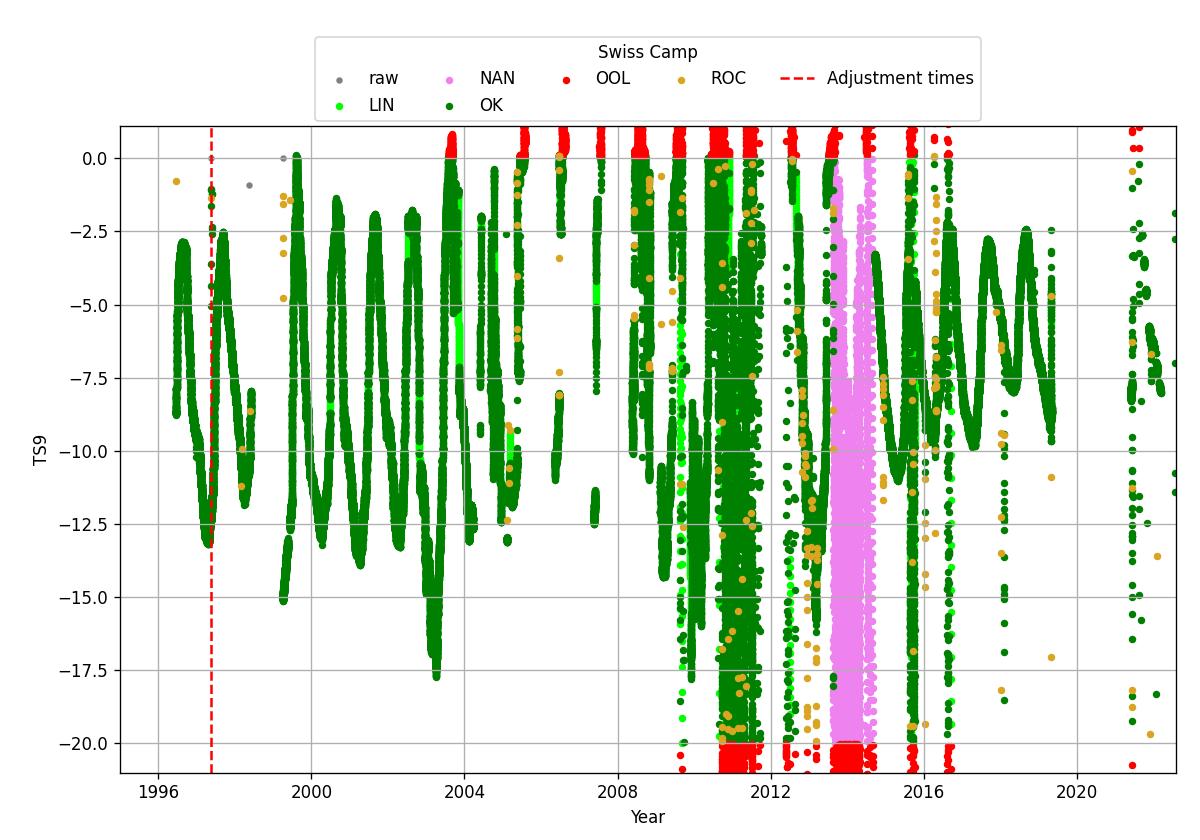 Swiss Camp
raw NAN OOL ROC Adjustment times
LIN OK
0.0
−2.5
−5.0
−7.5
−10.0
−12.5
−15.0
−17.5
−20.0
TS9
1996 2000 2004 2008 2012 2016 2020
Year